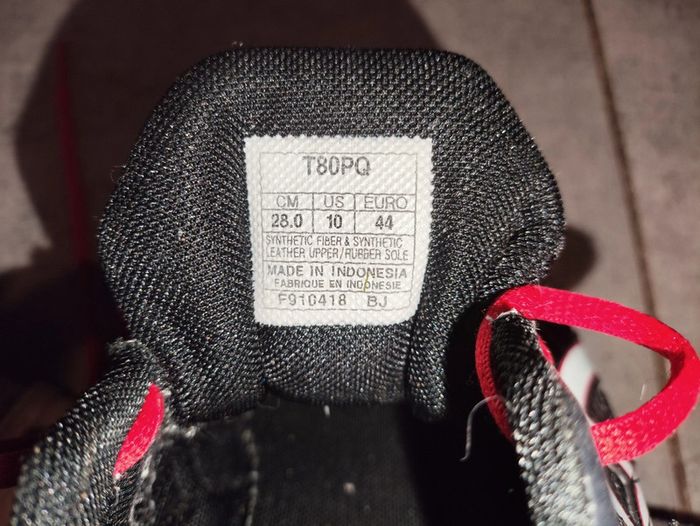 T80PQ
CM US EURO
28.0 10 44
SYNTHETIC FIBER & SYNTHETIC
LEATHER UPPER/RUBBER SOLE
MADE IN INDONESIA
FABRIQUE EN INDONESIE
F910418 BJ